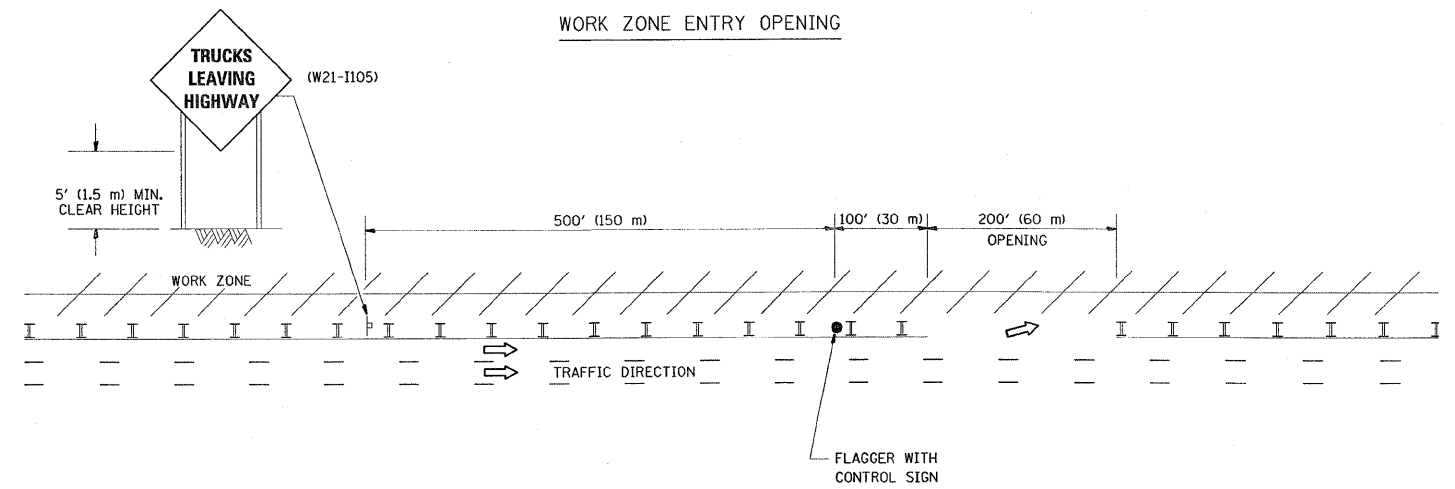 WORK ZONE ENTRY OPENING
TRUCKS
LEAVING
HIGHWAY
(W21-I105)
5' (1.5 m) MIN.
CLEAR HEIGHT
500' (150 m)
100' (30 m)
200' (60 m)
OPENING
WORK ZONE
TRAFFIC DIRECTION
FLAGGER WITH
CONTROL SIGN